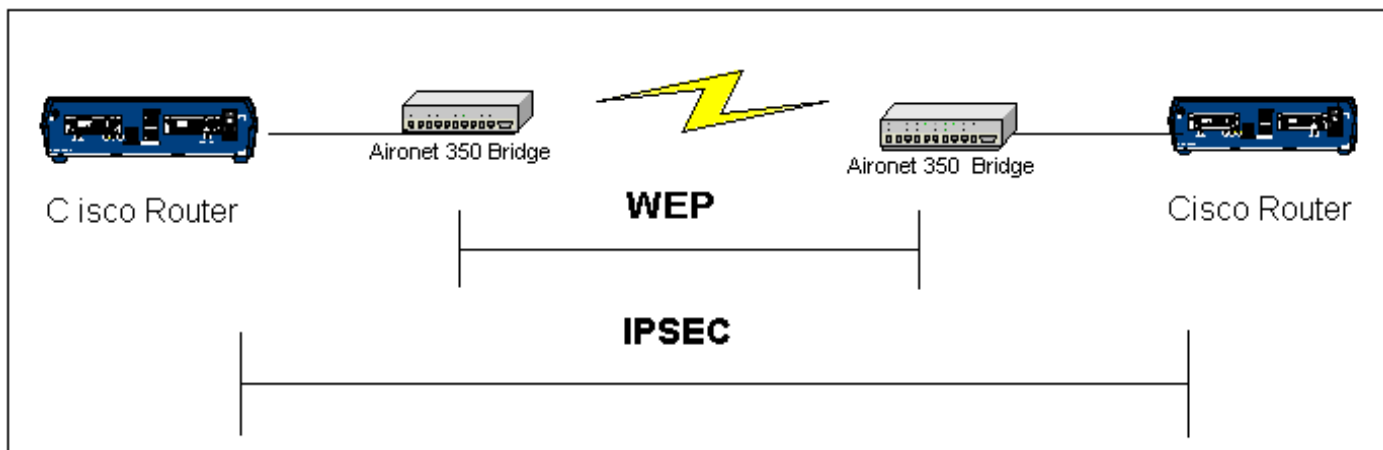 Aironet 350 Bridge
Aironet 350 Bridge
C isco Router
WEP
Cisco Router
IPSEC